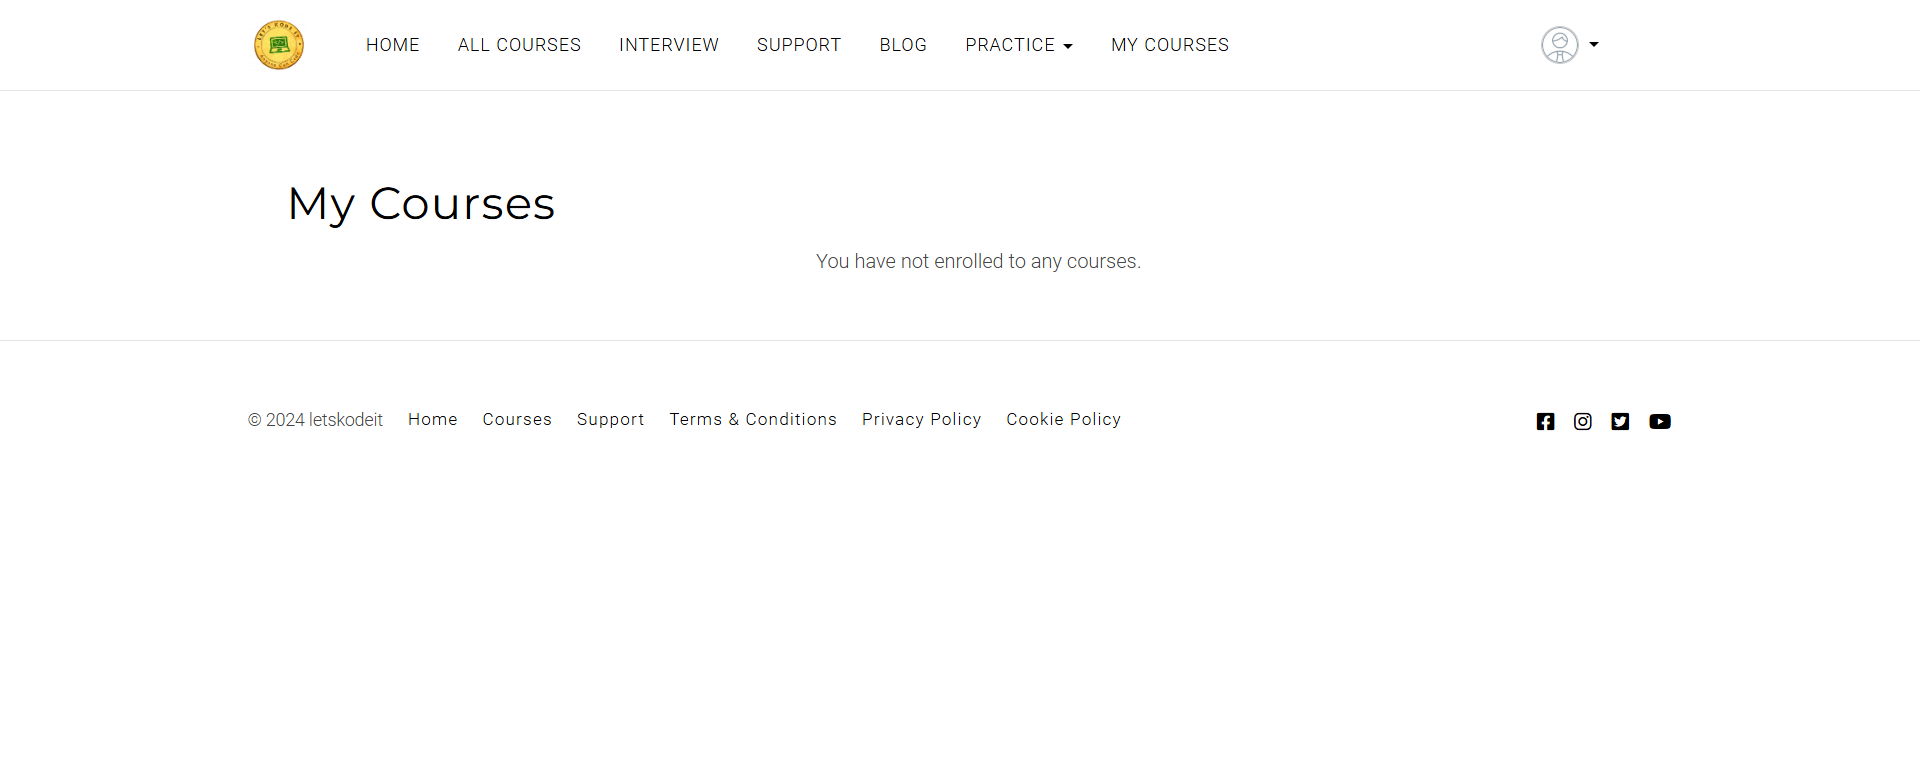 HOME ALL COURSES INTERVIEW SUPPORT BLOG PRACTICE MY COURSES
My Courses
You have not enrolled to any courses.
© 2024 letskodeit Home Courses Support Terms & Conditions Privacy Policy Cookie Policy